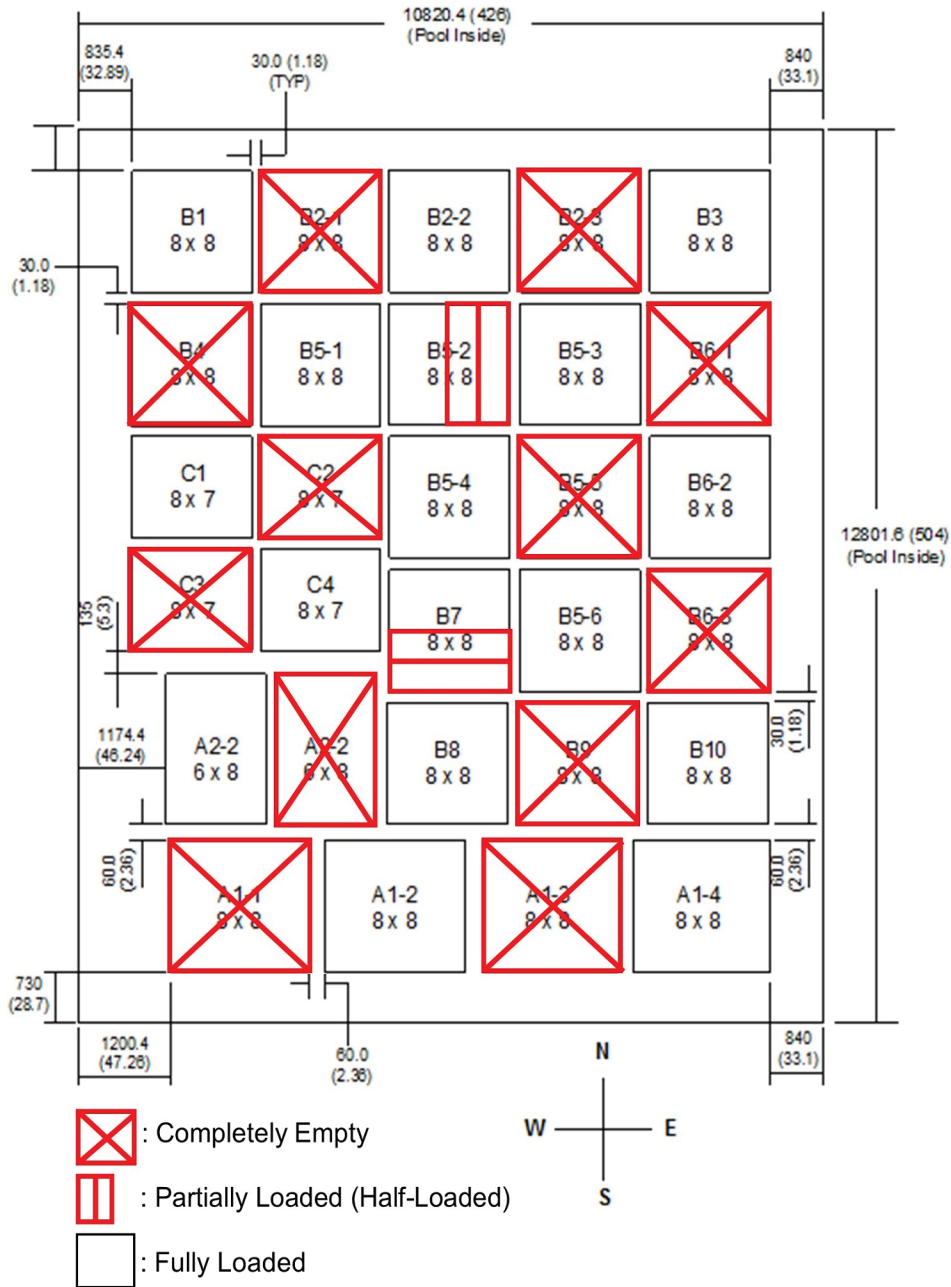 10820.4 (426)
(Pool Inside)
835.4
(32.89)
30.0 (1.18)
(TYP)
840
(33.1)
B1
8 x 8
B2-1
8 x 8
B2-2
8 x 8
B2-3
8 x 8
B3
8 x 8
30.0
(1.18)
B4
8 x 8
B5-1
8 x 8
B5-2
8 x 8
B5-3
8 x 8
B6-1
8 x 8
C1
8 x 7
C2
8 x 7
B5-4
8 x 8
B5-5
8 x 8
B6-2
8 x 8
12801.6 (504)
(Pool Inside)
C3
8 x 7
C4
8 x 7
B7
8 x 8
B5-6
8 x 8
B6-3
8 x 8
135
(5.3)
1174.4
(46.24)
A2-2
6 x 8
A2-2
6 x 8
B8
8 x 8
B9
8 x 8
B10
8 x 8
30.0
(1.18)
60.0
(2.36)
A1-1
8 x 8
A1-2
8 x 8
A1-3
8 x 8
A1-4
8 x 8
60.0
(2.36)
730
(28.7)
1200.4
(47.26)
60.0
(2.36)
840
(33.1)
N
W
E
S
: Completely Empty
: Partially Loaded (Half-Loaded)
: Fully Loaded